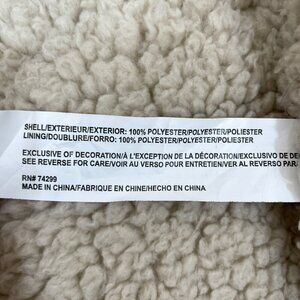 SHELL/EXTERIEUR/EXTERIOR: 100% POLYESTER/POLYESTER/POLIESTER
LINING/DOUBLURE/FORRO: 100% POLYESTER/POLYESTER/POLIESTER
EXCLUSIVE OF DECORATION/À L'EXCEPTION DE LA DÉCORATION/EXCLUSIVO DE
SEE REVERSE FOR CARE/VOIR AU VERSO POUR ENTRETIEN/VER AL REVERSO
RN# 74299
MADE IN CHINA/FABRIQUE EN CHINE/HECHO EN CHINA